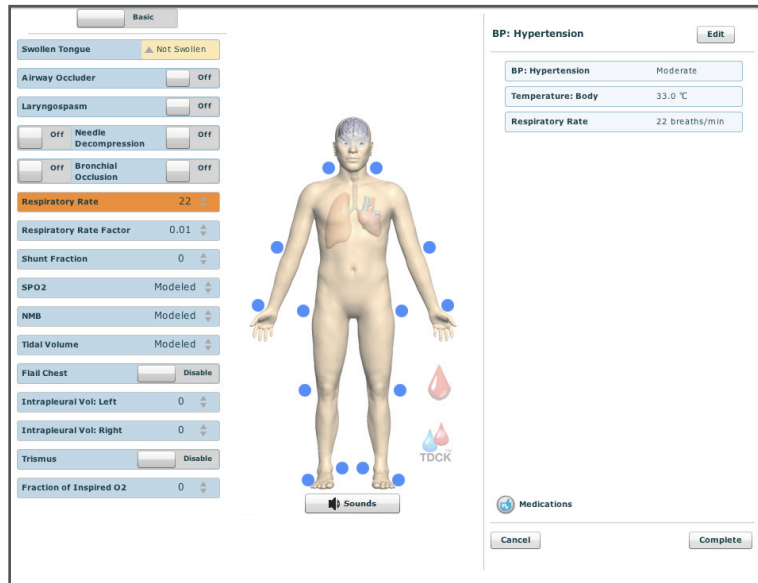 Basic
Swollen Tongue Not Swollen
Airway Occluder Off
Laryngospasm Off
Off Needle Decompression Off
Off Bronchial Occlusion Off
Respiratory Rate 22
Respiratory Rate Factor 0.01
Shunt Fraction 0
SPO2 Modeled
NMB Modeled
Tidal Volume Modeled
Flail Chest Disable
Intrapleural Vol: Left 0
Intrapleural Vol: Right 0
Trismus Disable
Fraction of Inspired O2 0
TDCK
Sounds
BP: Hypertension Edit
BP: Hypertension Moderate
Temperature: Body 33.0 °C
Respiratory Rate 22 breaths/min
Medications
Cancel Complete